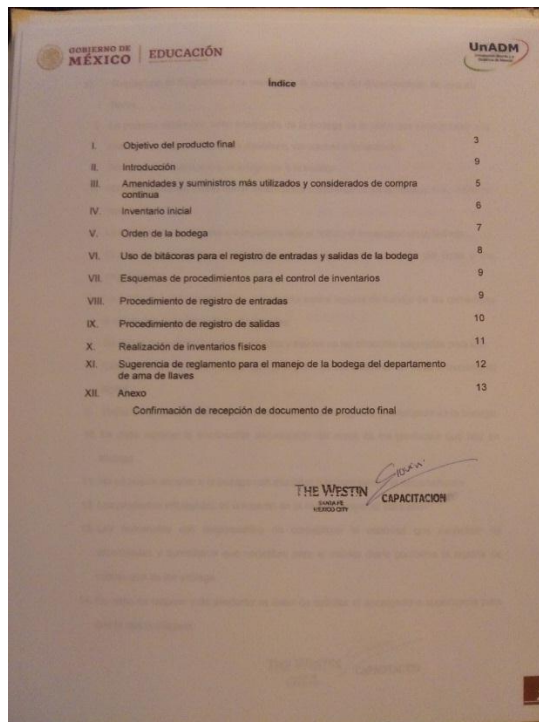 GOBIERNO DE MÉXICO
EDUCACIÓN
UnADM
Índice
I. Objetivo del producto final 3
II. Introducción 9
III. Amenidades y suministros más utilizados y considerados de compra 5
continua
IV. Inventario inicial 6
V. Orden de la bodega 7
VI. Uso de bitácoras para el registro de entradas y salidas de la bodega 8
VII. Esquemas de procedimientos para el control de inventarios 9
VIII. Procedimiento de registro de entradas 9
IX. Procedimiento de registro de salidas 10
X. Realización de inventarios físicos 11
XI. Sugerencia de reglamento para el manejo de la bodega del departamento 12
de ama de llaves
XII. Anexo 13
Confirmación de recepción de documento de producto final
THE WESTIN
SANTA FE
MEXICO CITY
CAPACITACION